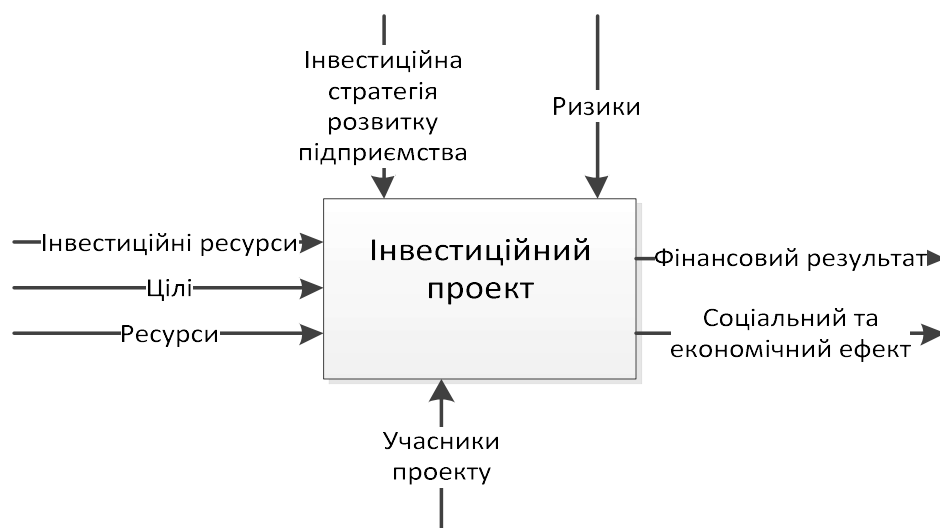 Інвестиційна
стратегія
розвитку
підприємства
Ризики
Інвестиційні ресурси
Цілі
Ресурси
Інвестиційний
проект
Фінансовий результат
Соціальний та
економічний ефект
Учасники
проекту